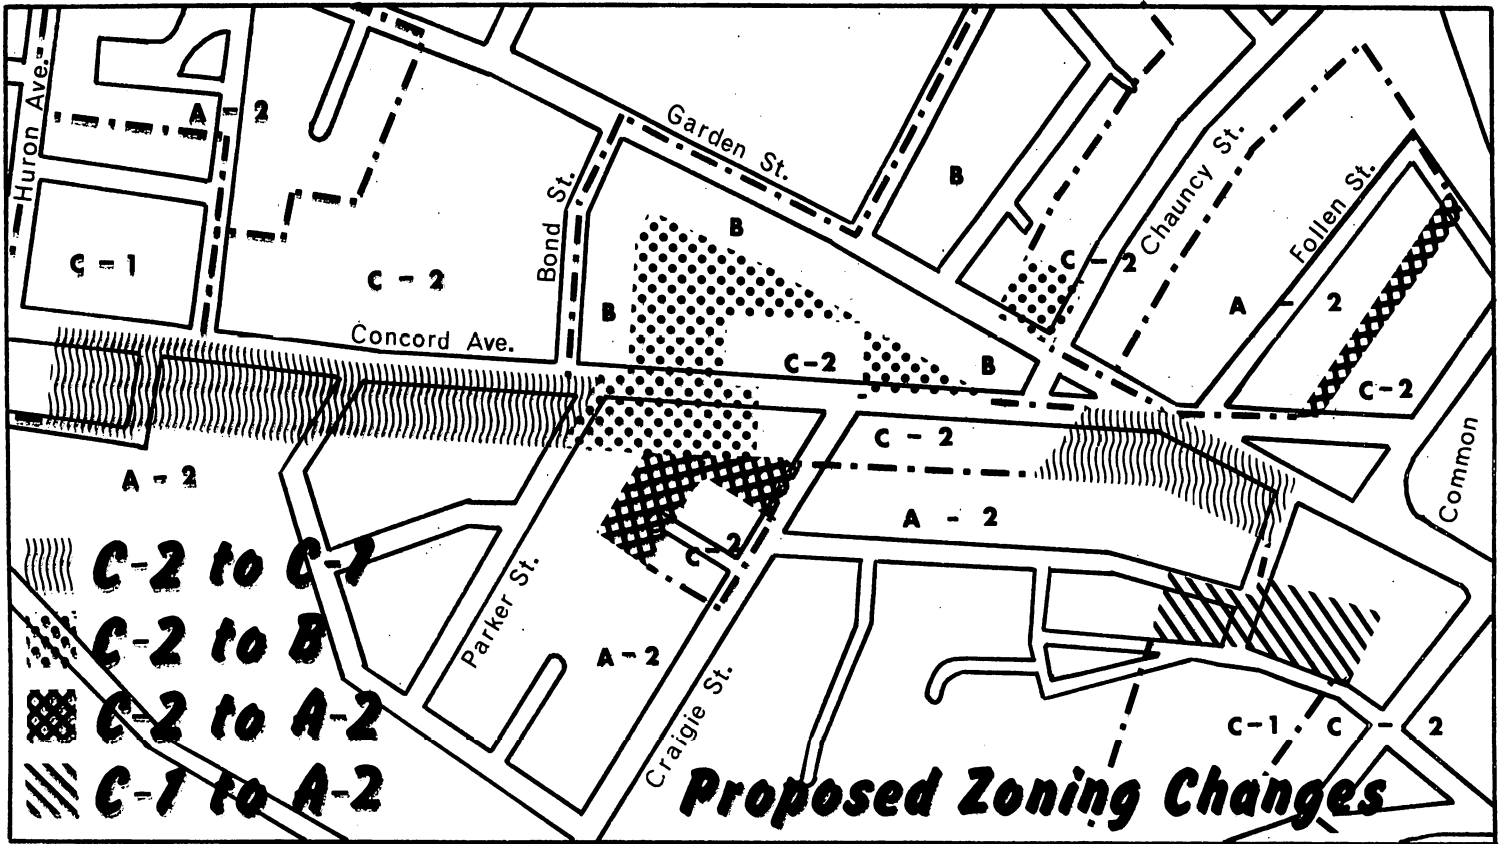 Huron Ave.
A - 2
Garden St.
B
Chauncy St.
Follen St.
Bond St.
B
C - 2
C - 1
C - 2
B
A - 2
Concord Ave.
C-2
B
C-2
C - 2
Common
A - 2
A - 2
C-2
C-2 to C-1
C-2 to B
C-2 to A-2
C-1 to A-2
Parker St.
A-2
Craigie St.
C-1 C - 2
Proposed Zoning Changes